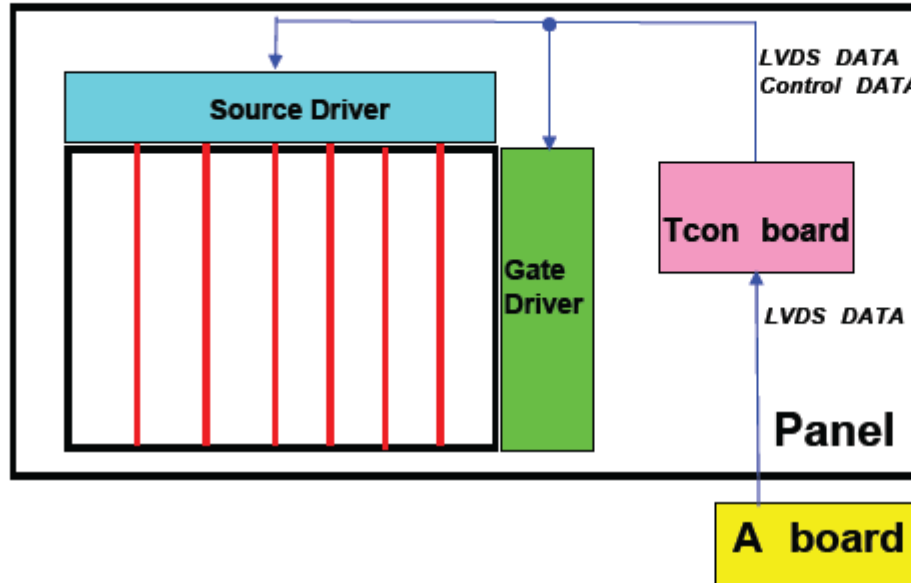 LVDS DATA
Control DATA
Source Driver
Tcon board
Gate
Driver
LVDS DATA
Panel
A board